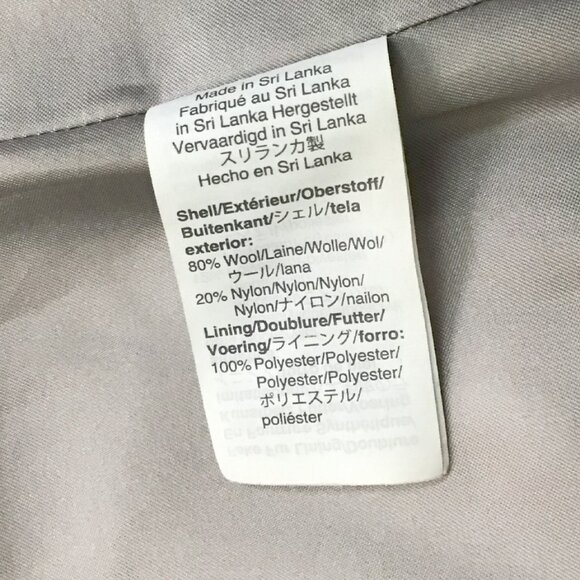 Made in Sri Lanka
Fabriqué au Sri Lanka
in Sri Lanka Hergestellt
Vervaardigd in Sri Lanka
スリランカ製
Hecho en Sri Lanka
Shell/Extérieur/Oberstoff/
Buitenkant/シェル/tela
exterior:
80% Wool/Laine/Wolle/Wol/
ウール/lana
20% Nylon/Nylon/Nylon/
Nylon/ナイロン/nailon
Lining/Doublure/Futter/
Voering/ライニング/forro:
100% Polyester/Polyester/
Polyester/Polyester/
ポリエステル/
poliéster